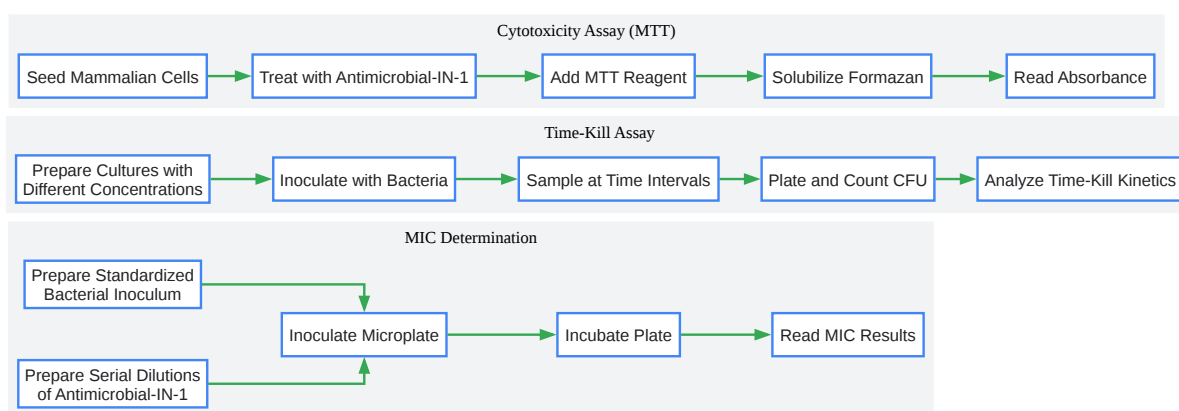 Cytotoxicity Assay (MTT)
Seed Mammalian Cells
Treat with Antimicrobial-IN-1
Add MTT Reagent
Solubilize Formazan
Read Absorbance
Time-Kill Assay
Prepare Cultures with
Different Concentrations
Inoculate with Bacteria
Sample at Time Intervals
Plate and Count CFU
Analyze Time-Kill Kinetics
MIC Determination
Prepare Standardized
Bacterial Inoculum
Prepare Serial Dilutions
of Antimicrobial-IN-1
Inoculate Microplate
Incubate Plate
Read MIC Results